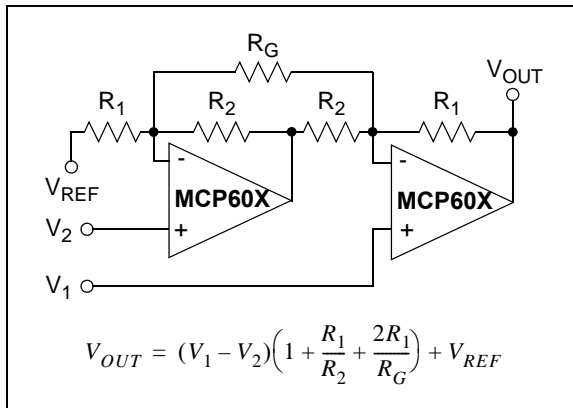 R_G
V_OUT
R_1 R_2 R_2 R_1
- -
V_REF MCP60X MCP60X
V_2 + +
V_1
V_OUT = (V_1 – V_2)(1 + R_1/R_2 + 2R_1/R_G) + V_REF